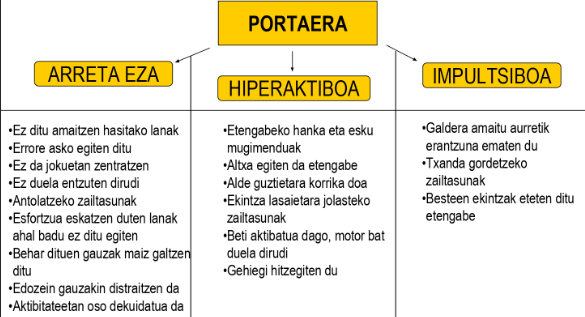 PORTAERA
ARRETA EZA
HIPERAKTIBOA
IMPULTSIBOA
•Ez ditu amaitzen hasitako lanak
•Errore asko egiten ditu
•Ez da jokuetan zentratzen
•Ez duela entzuten dirudi
•Antolatzeko zailtasunak
•Esfortzua eskatzen duten lanak
ahal badu ez ditu egiten
•Behar dituen gauzak maiz galtzen
ditu
•Edozein gauzakin distraitzen da
•Aktibitateetan oso dekuidatua da
•Etengabeko hanka eta esku
mugimenduak
•Altxa egiten da etengabe
•Alde guztietara korrika doa
•Ekintza lasaietara jolasteko
zailtasunak
•Beti aktibatua dago, motor bat
duela dirudi
•Gehiegi hitzegiten du
•Galdera amaitu aurretik
erantzuna ematen du
•Txanda gordetzeko
zailtasunak
•Besteen ekintzak eteten ditu
etengabe